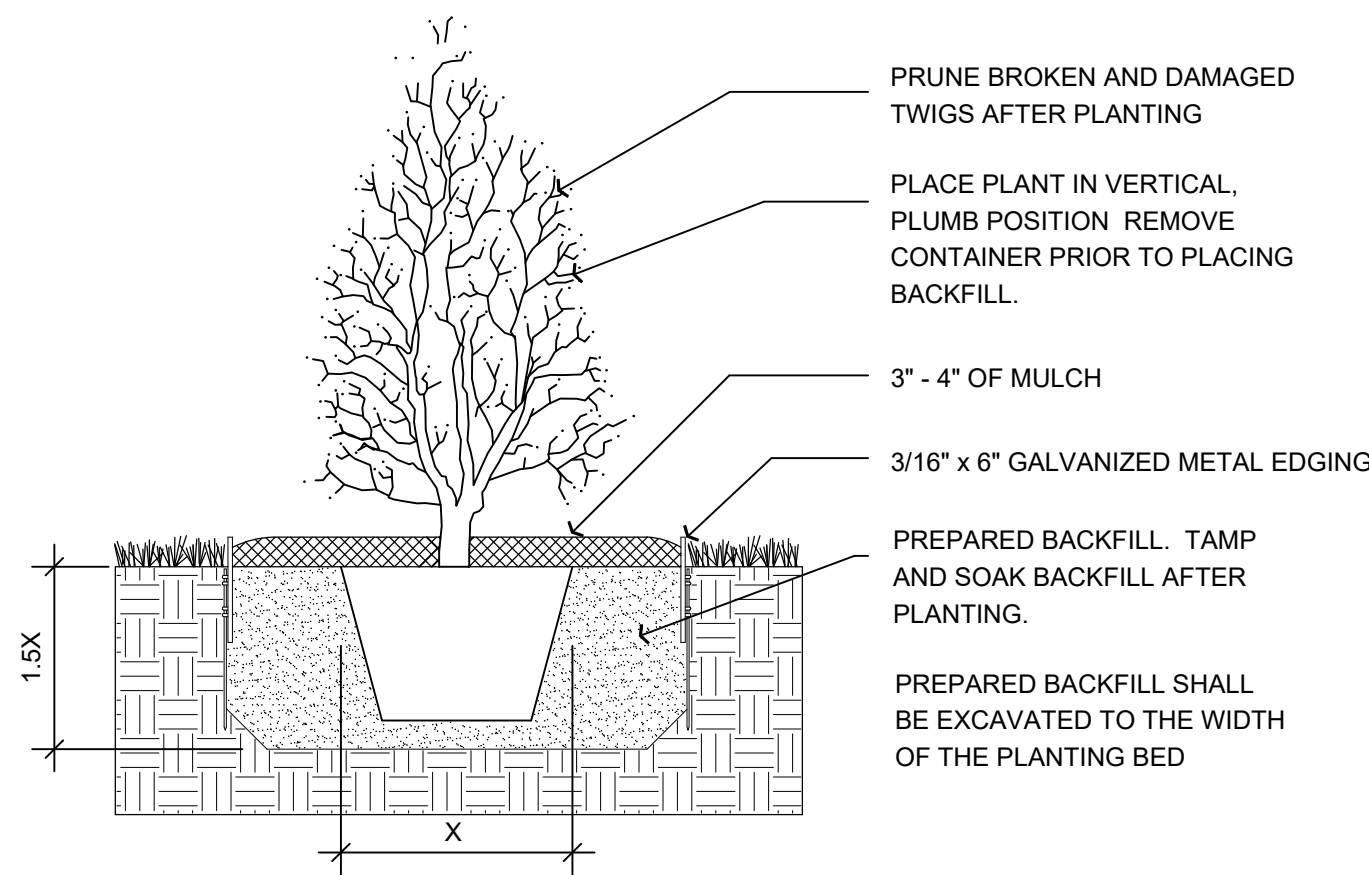 PRUNE BROKEN AND DAMAGED
TWIGS AFTER PLANTING
PLACE PLANT IN VERTICAL,
PLUMB POSITION  REMOVE
CONTAINER PRIOR TO PLACING
BACKFILL.
3" - 4" OF MULCH
3/16" x 6" GALVANIZED METAL EDGING
PREPARED BACKFILL.  TAMP
AND SOAK BACKFILL AFTER
PLANTING.
PREPARED BACKFILL SHALL
BE EXCAVATED TO THE WIDTH
OF THE PLANTING BED
1.5X
X